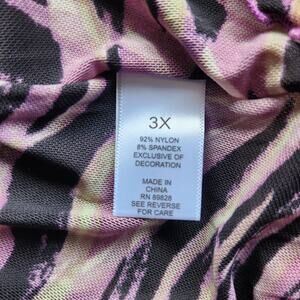 3X
92% NYLON
8% SPANDEX
EXCLUSIVE OF
DECORATION
MADE IN
CHINA
RN 89828
SEE REVERSE
FOR CARE